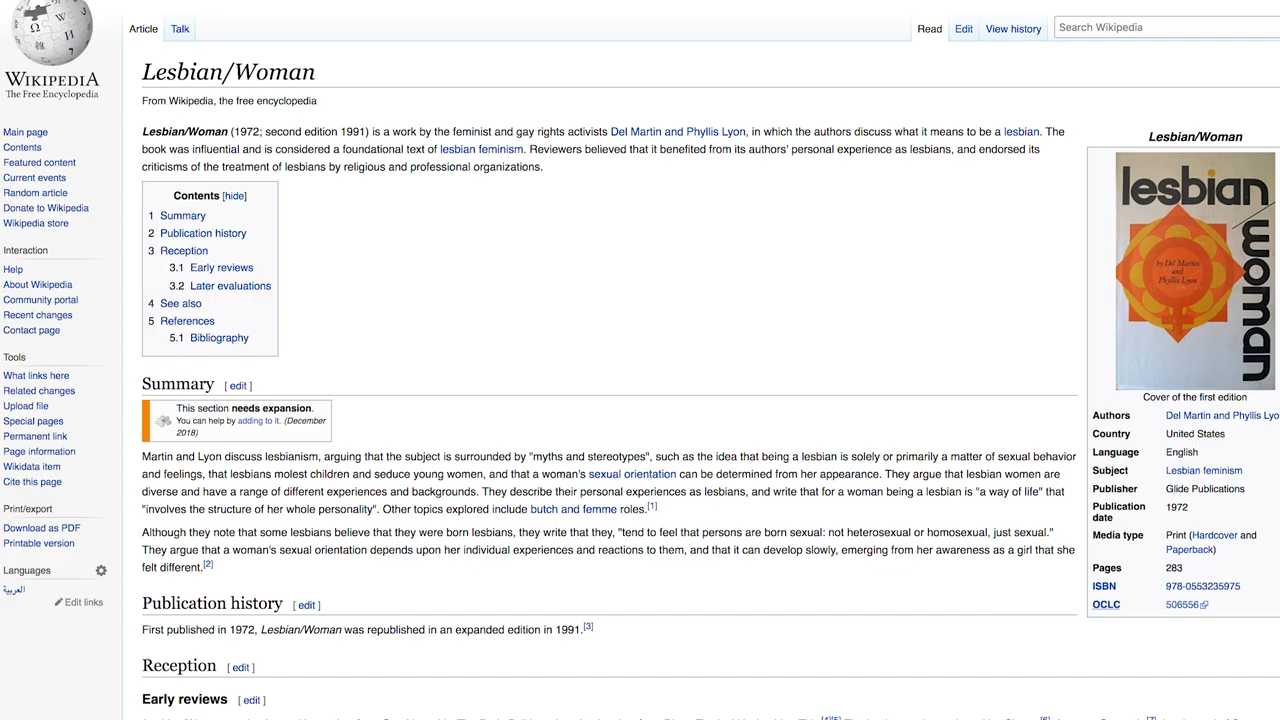 WIKIPEDIA
The Free Encyclopedia
Main page
Contents
Featured content
Current events
Random article
Donate to Wikipedia
Wikipedia store
Interaction
Help
About Wikipedia
Community portal
Recent changes
Contact page
Tools
What links here
Related changes
Upload file
Special pages
Permanent link
Page information
Wikidata item
Cite this page
Print/export
Download as PDF
Printable version
Languages
العربية
Edit links
Article Talk
Read Edit View history Search Wikipedia
Lesbian/Woman
From Wikipedia, the free encyclopedia
Lesbian/Woman (1972; second edition 1991) is a work by the feminist and gay rights activists Del Martin and Phyllis Lyon, in which the authors discuss what it means to be a lesbian. The
book was influential and is considered a foundational text of lesbian feminism. Reviewers believed that it benefited from its authors' personal experience as lesbians, and endorsed its
criticisms of the treatment of lesbians by religious and professional organizations.
Contents [hide]
1 Summary
2 Publication history
3 Reception
3.1 Early reviews
3.2 Later evaluations
4 See also
5 References
5.1 Bibliography
Summary [ edit ]
This section needs expansion.
You can help by adding to it. (December
2018)
Martin and Lyon discuss lesbianism, arguing that the subject is surrounded by "myths and stereotypes", such as the idea that being a lesbian is solely or primarily a matter of sexual behavior
and feelings, that lesbians molest children and seduce young women, and that a woman's sexual orientation can be determined from her appearance. They argue that lesbian women are
diverse and have a range of different experiences and backgrounds. They describe their personal experiences as lesbians, and write that for a woman being a lesbian is "a way of life" that
"involves the structure of her whole personality". Other topics explored include butch and femme roles.[1]
Although they note that some lesbians believe that they were born lesbians, they write that they, "tend to feel that persons are born sexual: not heterosexual or homosexual, just sexual."
They argue that a woman's sexual orientation depends upon her individual experiences and reactions to them, and that it can develop slowly, emerging from her awareness as a girl that she
felt different.[2]
Publication history [ edit ]
First published in 1972, Lesbian/Woman was republished in an expanded edition in 1991.[3]
Reception [ edit ]
Early reviews [ edit ]
Lesbian/Woman
lesbian
/woman
by Del Martin
and
Phyllis Lyon
Cover of the first edition
Authors Del Martin and Phyllis Lyo
Country United States
Language English
Subject Lesbian feminism
Publisher Glide Publications
Publication 1972
date
Media type Print (Hardcover and
Paperback)
Pages 283
ISBN 978-0553235975
OCLC 506556